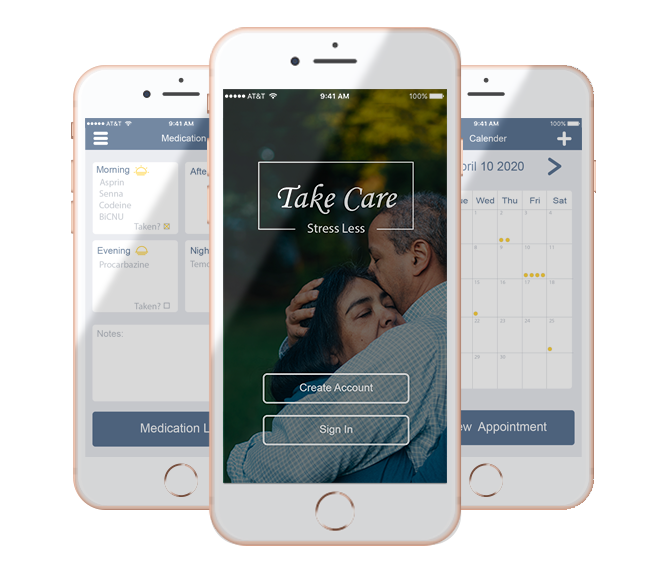 ●●●●● AT&T 9:41 AM
Medication
Morning
Asprin
Senna
Codeine
BiCNU
Taken?
Afte
Evening
Procarbazine
Taken?
Nigh
Temo
Notes:
Medication L
●●●●● AT&T 9:41 AM 100%
Take Care
Stress Less
Create Account
Sign In
9:41 AM 100%
Calender
pril 10 2020
ue Wed Thu Fri Sat
1 2 3 4
8 9 10 11
15 16 17 18
22 23 24 25
29 30
ew Appointment